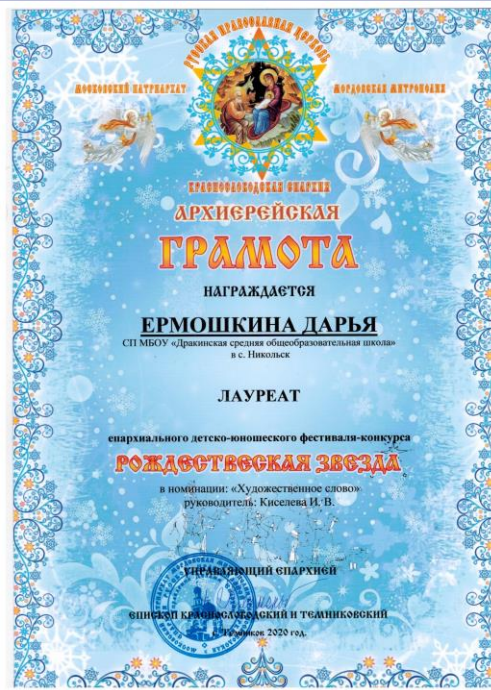 РУССКАЯ ПРАВОСЛАВНАЯ ЦЕРКОВЬ
МОСКОВСКИЙ ПАТРИАРХАТ
МОРДОВСКАЯ МИТРОПОЛИЯ
КРАСНОСЛОБОДСКАЯ ЕПАРХИЯ
АРХИЕРЕЙСКАЯ
ГРАМОТА
НАГРАЖДАЕТСЯ
ЕРМОШКИНА ДАРЬЯ
СП МБОУ «Дракинская средняя общеобразовательная школа»
в с. Никольск
ЛАУРЕАТ
епархиального детско-юношеского фестиваля-конкурса
РОЖДЕСТВЕСКАЯ ЗВЕЗДА
в номинации: «Художественное слово»
руководитель: Киселева И. В.
УПРАВЛЯЮЩИЙ ЕПАРХИЕЙ
ЕПИСКОП КРАСНОСЛОБОДСКИЙ И ТЕМНИКОВСКИЙ
г. Темников 2020 год.